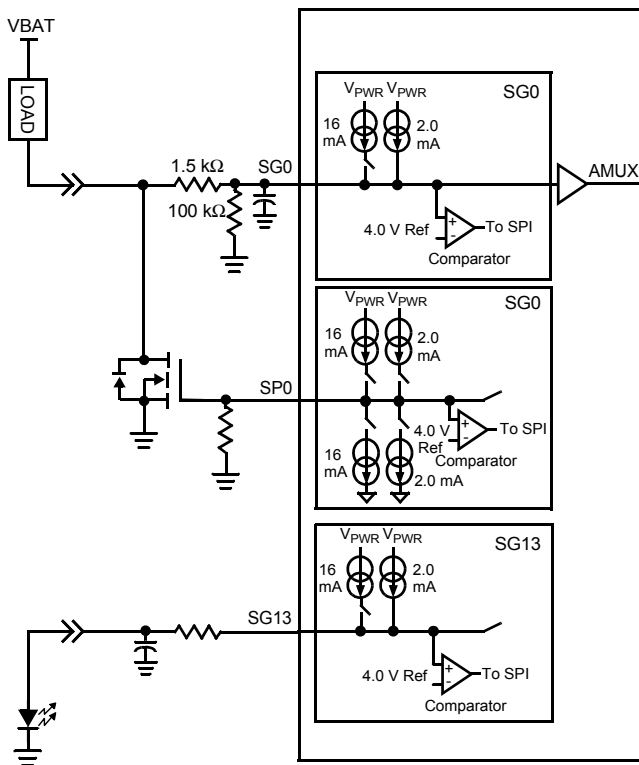 VBAT
LOAD
1.5 kΩ
100 kΩ
SG0
VPWR VPWR
SG0
16 mA
2.0 mA
4.0 V Ref
+
-
To SPI
Comparator
AMUX
VPWR VPWR
SG0
16 mA
2.0 mA
SP0
4.0 V Ref
+
-
To SPI
Comparator
16 mA
2.0 mA
VPWR VPWR
SG13
16 mA
2.0 mA
SG13
4.0 V Ref
+
-
To SPI
Comparator